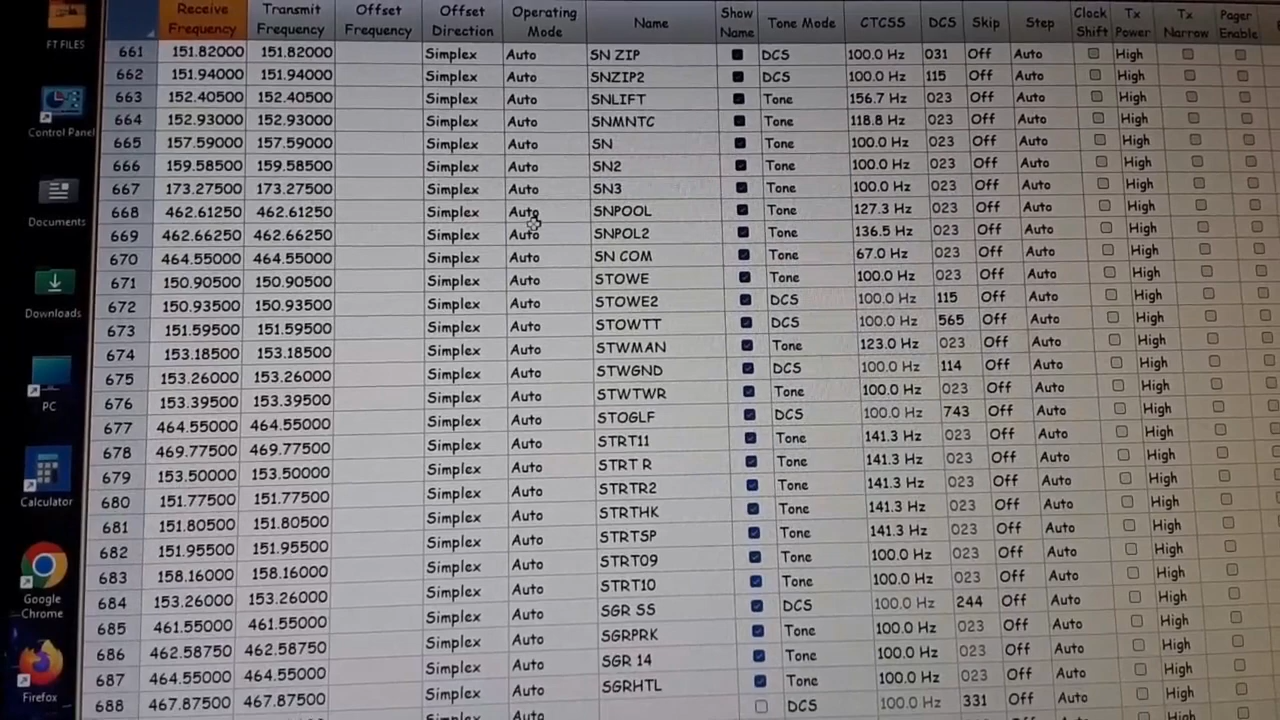 FT FILES
Control Panel
Documents
Downloads
PC
Calculator
Google Chrome
Firefox
Receive Frequency Transmit Frequency Offset Frequency Offset Direction Operating Mode Name Show Name Tone Mode CTCSS DCS Skip Step Clock Shift Tx Power Tx Narrow Pager Enable
661 151.82000 151.82000 Simplex Auto SN ZIP DCS 100.0 Hz 031 Off Auto High
662 151.94000 151.94000 Simplex Auto SNZIP2 DCS 100.0 Hz 115 Off Auto High
663 152.40500 152.40500 Simplex Auto SNLIFT Tone 156.7 Hz 023 Off Auto High
664 152.93000 152.93000 Simplex Auto SNMNTC Tone 118.8 Hz 023 Off Auto High
665 157.59000 157.59000 Simplex Auto SN Tone 100.0 Hz 023 Off Auto High
666 159.58500 159.58500 Simplex Auto SN2 Tone 100.0 Hz 023 Off Auto High
667 173.27500 173.27500 Simplex Auto SN3 Tone 100.0 Hz 023 Off Auto High
668 462.61250 462.61250 Simplex Auto SNPOOL Tone 127.3 Hz 023 Off Auto High
669 462.66250 462.66250 Simplex Auto SNPOL2 Tone 136.5 Hz 023 Off Auto High
670 464.55000 464.55000 Simplex Auto SN COM Tone 67.0 Hz 023 Off Auto High
671 150.90500 150.90500 Simplex Auto STOWE Tone 100.0 Hz 023 Off Auto High
672 150.93500 150.93500 Simplex Auto STOWE2 DCS 100.0 Hz 115 Off Auto High
673 151.59500 151.59500 Simplex Auto STOWTT DCS 100.0 Hz 565 Off Auto High
674 153.18500 153.18500 Simplex Auto STWMAN Tone 123.0 Hz 023 Off Auto High
675 153.26000 153.26000 Simplex Auto STWGND DCS 100.0 Hz 114 Off Auto High
676 153.39500 153.39500 Simplex Auto STWTWR Tone 100.0 Hz 023 Off Auto High
677 464.55000 464.55000 Simplex Auto STOGLF DCS 100.0 Hz 743 Off Auto High
678 469.77500 469.77500 Simplex Auto STRT11 Tone 141.3 Hz 023 Off Auto High
679 153.50000 153.50000 Simplex Auto STRT R Tone 141.3 Hz 023 Off Auto High
680 151.77500 151.77500 Simplex Auto STRTR2 Tone 141.3 Hz 023 Off Auto High
681 151.80500 151.80500 Simplex Auto STRTHK Tone 141.3 Hz 023 Off Auto High
682 151.95500 151.95500 Simplex Auto STRTSP Tone 141.3 Hz 023 Off Auto High
683 158.16000 158.16000 Simplex Auto STRT09 Tone 100.0 Hz 023 Off Auto High
684 153.26000 153.26000 Simplex Auto STRT10 Tone 100.0 Hz 023 Off Auto High
685 461.55000 461.55000 Simplex Auto SGR SS DCS 100.0 Hz 244 Off Auto High
686 462.58750 462.58750 Simplex Auto SGRPRK Tone 100.0 Hz 023 Off Auto High
687 464.55000 464.55000 Simplex Auto SGR 14 Tone 100.0 Hz 023 Off Auto High
688 467.87500 467.87500 Simplex Auto SGRHTL Tone 100.0 Hz 023 Off Auto High
Simplex Auto DCS 100.0 Hz 331 Off Auto High